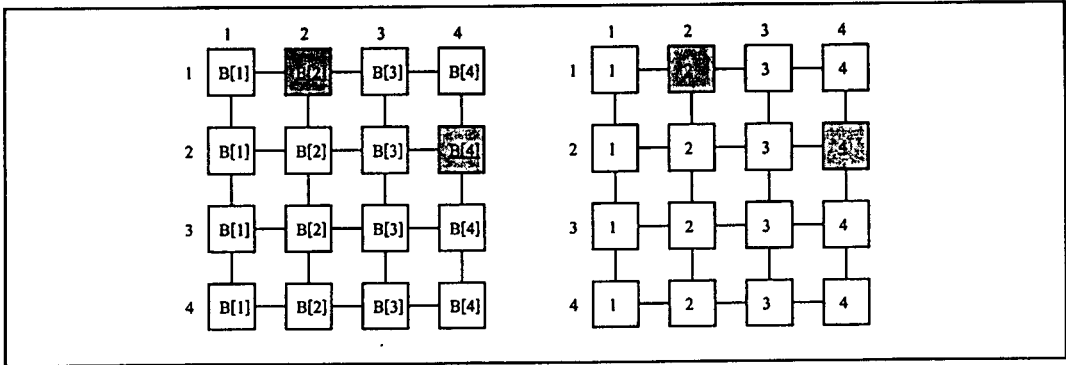 1 2 3 4
1 B[1] B[2] B[3] B[4]
2 B[1] B[2] B[3] B[4]
3 B[1] B[2] B[3] B[4]
4 B[1] B[2] B[3] B[4]
1 2 3 4
1 1 2 3 4
2 1 2 3 4
3 1 2 3 4
4 1 2 3 4